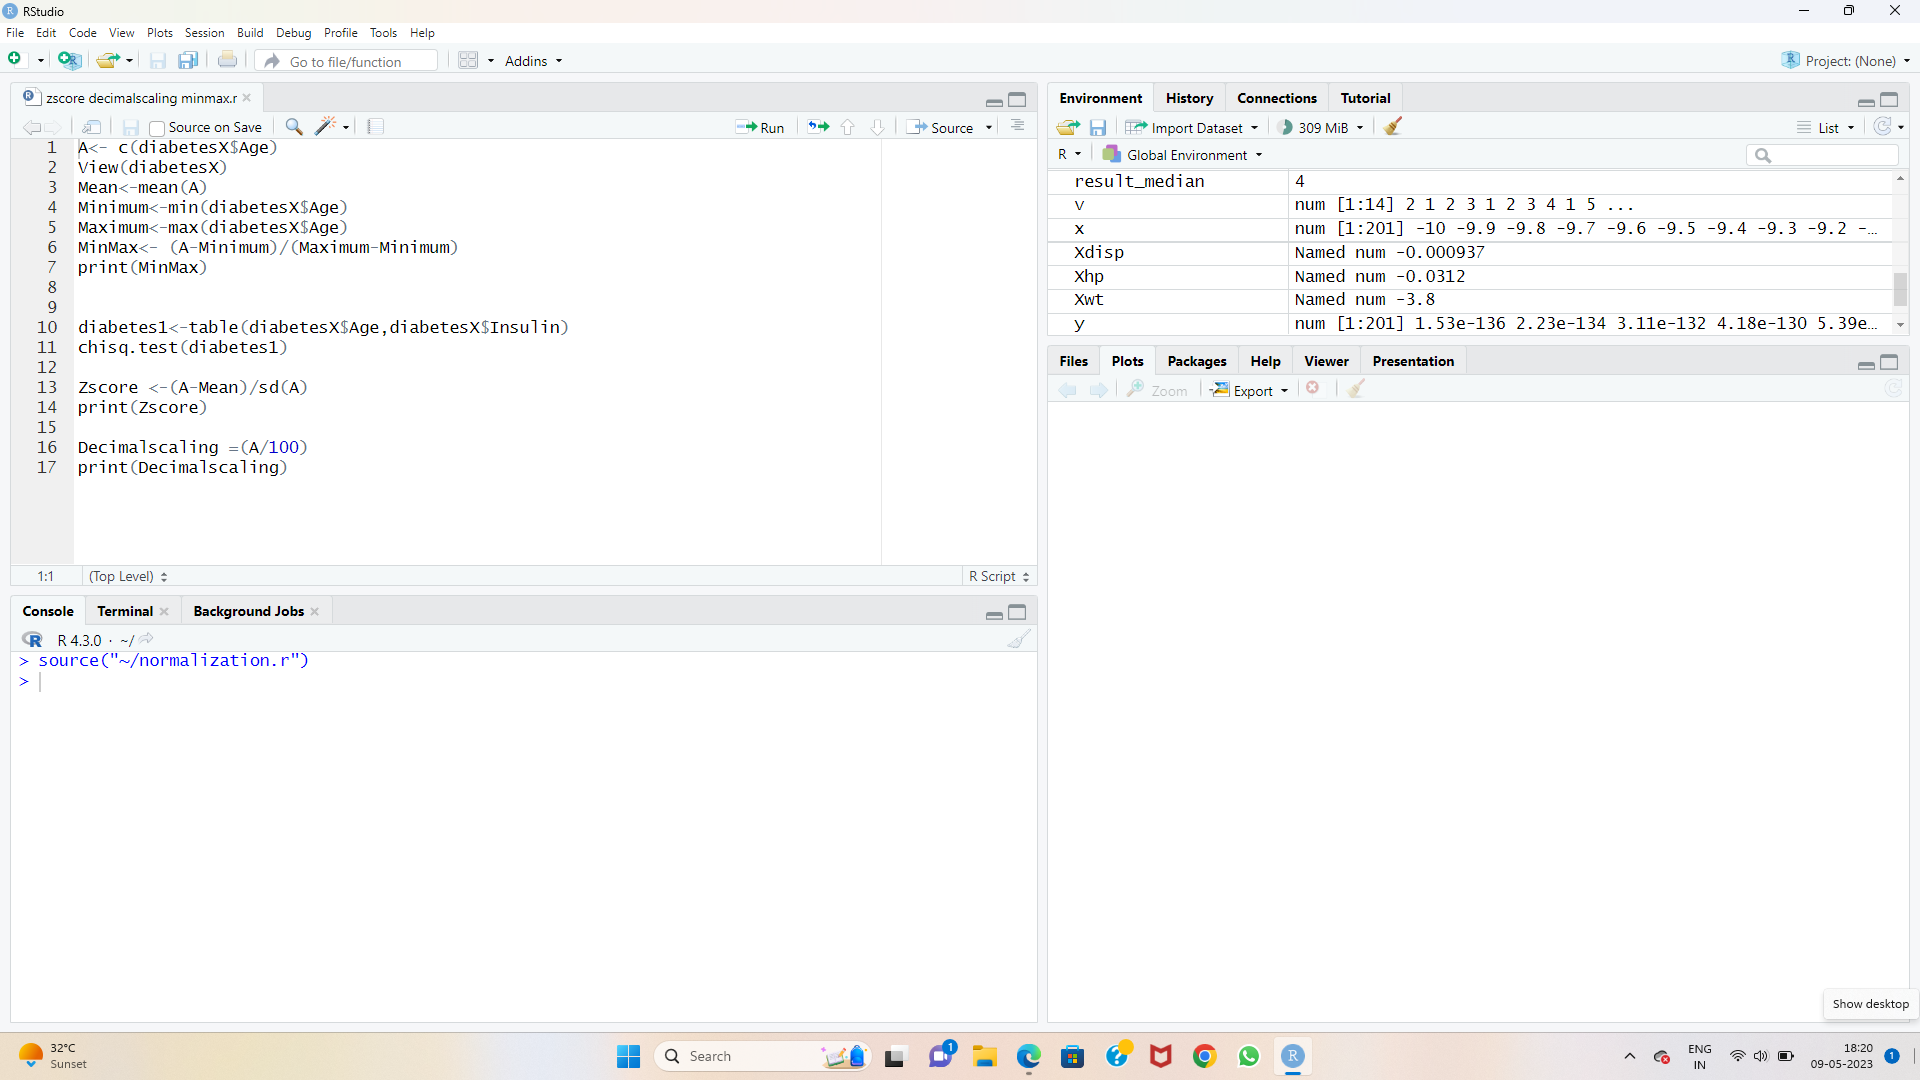 RStudio
File Edit Code View Plots Session Build Debug Profile Tools Help
Go to file/function Addins Project: (None)
zscore decimalscaling minmax.r
Source on Save Run Source
1 A<- c(diabetesX$Age)
2 View(diabetesX)
3 Mean<-mean(A)
4 Minimum<-min(diabetesX$Age)
5 Maximum<-max(diabetesX$Age)
6 MinMax<- (A-Minimum)/(Maximum-Minimum)
7 print(MinMax)
8
9
10 diabetes1<-table(diabetesX$Age,diabetesX$Insulin)
11 chisq.test(diabetes1)
12
13 Zscore <-(A-Mean)/sd(A)
14 print(Zscore)
15
16 Decimalscaling =(A/100)
17 print(Decimalscaling)
1:1 (Top Level) R Script
Console Terminal Background Jobs
R 4.3.0 · ~/
> source("~/normalization.r")
>
Environment History Connections Tutorial
Import Dataset 309 MiB List
R Global Environment
result_median 4
v num [1:14] 2 1 2 3 1 2 3 4 1 5 ...
x num [1:201] -10 -9.9 -9.8 -9.7 -9.6 -9.5 -9.4 -9.3 -9.2 -…
Xdisp Named num -0.000937
Xhp Named num -0.0312
Xwt Named num -3.8
y num [1:201] 1.53e-136 2.23e-134 3.11e-132 4.18e-130 5.39e…
Files Plots Packages Help Viewer Presentation
Zoom Export
Show desktop
32°C
Sunset
Search
1
ENG
IN
18:20
09-05-2023
1